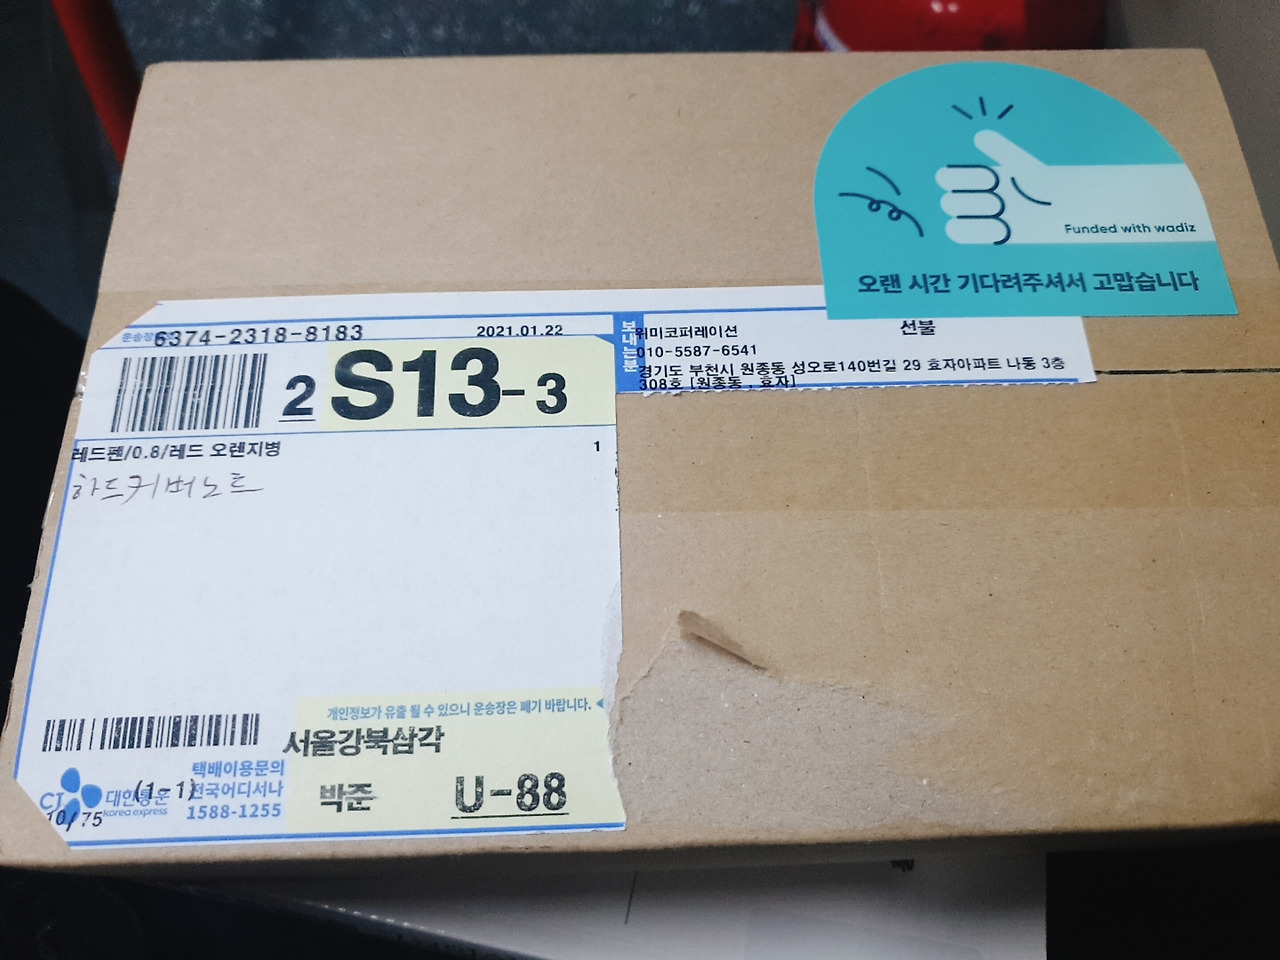 Funded with wadiz
오랜 시간 기다려주셔서 고맙습니다
운송장
6374-2318-8183
2021.01.22
보내는분
위미코퍼레이션
선불
010-5587-6541
경기도 부천시 원종동 성오로140번길 29 효자아파트 나동 3층
308호 [원종동 , 효자]
2 S13-3
레드펜/0.8/레드 오렌지병
1
하드커버노트
개인정보가 유출 될 수 있으니 운송장은 폐기 바랍니다.
서울강북삼각
박준
U-88
CJ 대한통운
korea express
(1-1)
10/75
택배이용문의
전국어디서나
1588-1255